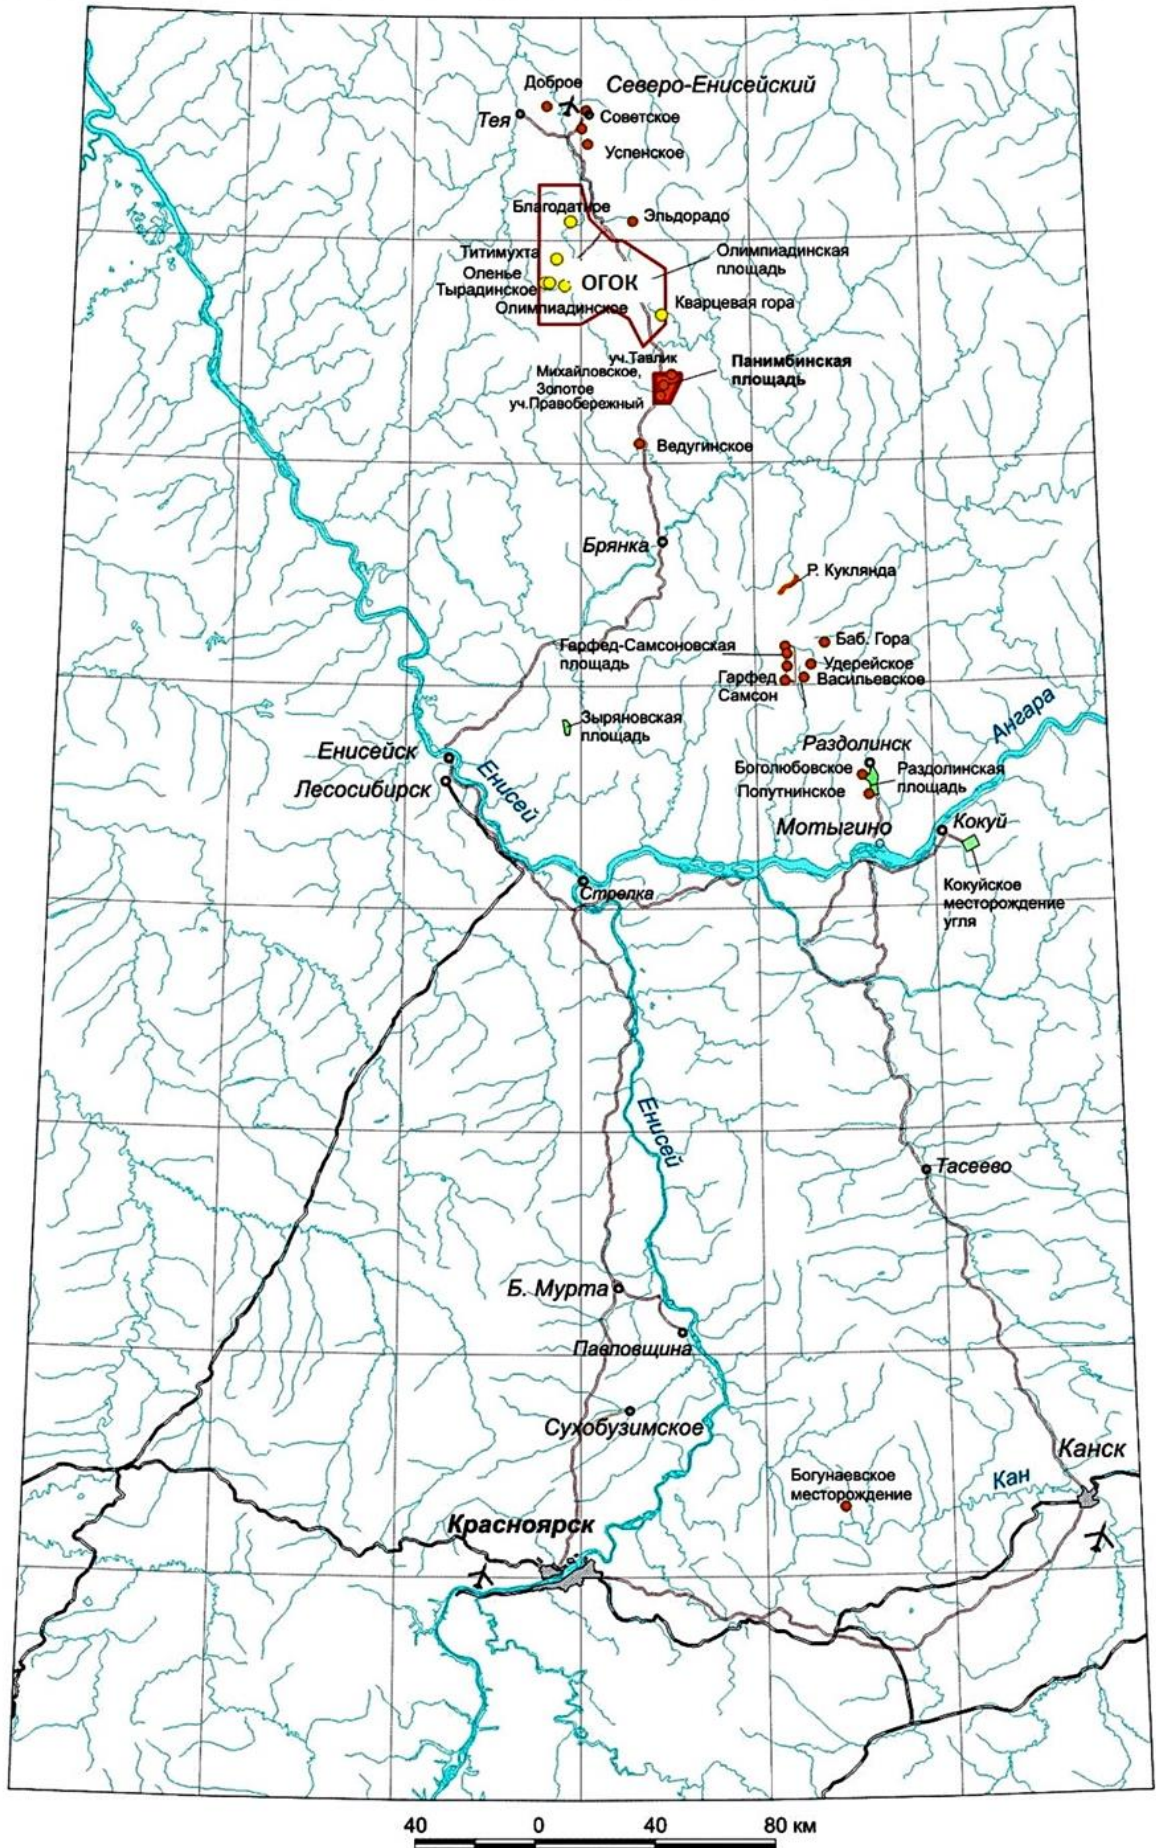 Доброе
Северо-Енисейский
Тея
Советское
Успенское
Благодатное
Эльдорадо
Титимухта
Олимпиадинская
площадь
Оленье
Тырадинское
ОГОК
Олимпиадинское
Кварцевая гора
уч.Тавлик
Михайловское,
Золотое
уч.Правобережный
Панимбинская
площадь
Ведугинское
Брянка
Р. Куклянда
Гарфед-Самсоновская
площадь
Баб. Гора
Удерейское
Васильевское
Гарфед
Самсон
Зыряновская
площадь
Ангара
Енисейск
Лесосибирск
Енисей
Раздолинск
Боголюбовское
Попутнинское
Раздолинская
площадь
Мотыгино
Кокуй
Стрелка
Кокуйское
месторождение
угля
Енисей
Тасеево
Б. Мурта
Павловщина
Сухобузимское
Канск
Кан
Богунаевское
месторождение
Красноярск
40 0 40 80 км